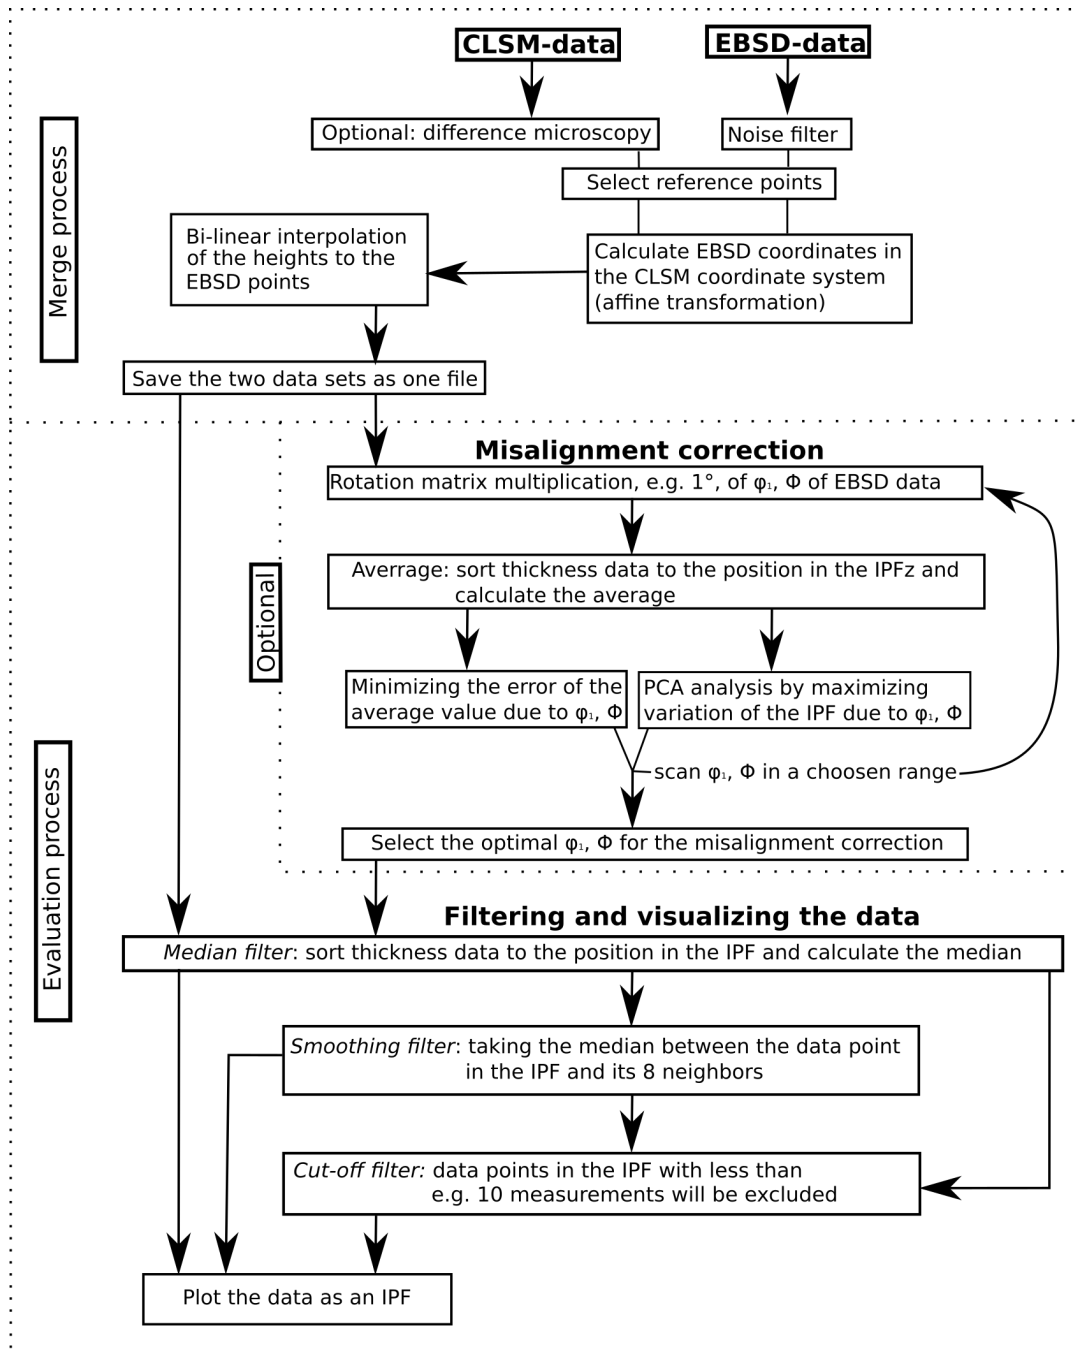 CLSM-data
EBSD-data
Optional: difference microscopy
Noise filter
Select reference points
Merge process
Bi-linear interpolation
of the heights to the
EBSD points
Calculate EBSD coordinates in
the CLSM coordinate system
(affine transformation)
Save the two data sets as one file
Misalignment correction
Rotation matrix multiplication, e.g. 1°, of φ₁, Φ of EBSD data
Optional
Averrage: sort thickness data to the position in the IPFz and
calculate the average
Minimizing the error of the
average value due to φ₁, Φ
PCA analysis by maximizing
variation of the IPF due to φ₁, Φ
scan φ₁, Φ in a choosen range
Select the optimal φ₁, Φ for the misalignment correction
Evaluation process
Filtering and visualizing the data
Median filter: sort thickness data to the position in the IPF and calculate the median
Smoothing filter: taking the median between the data point
in the IPF and its 8 neighbors
Cut-off filter: data points in the IPF with less than
e.g. 10 measurements will be excluded
Plot the data as an IPF